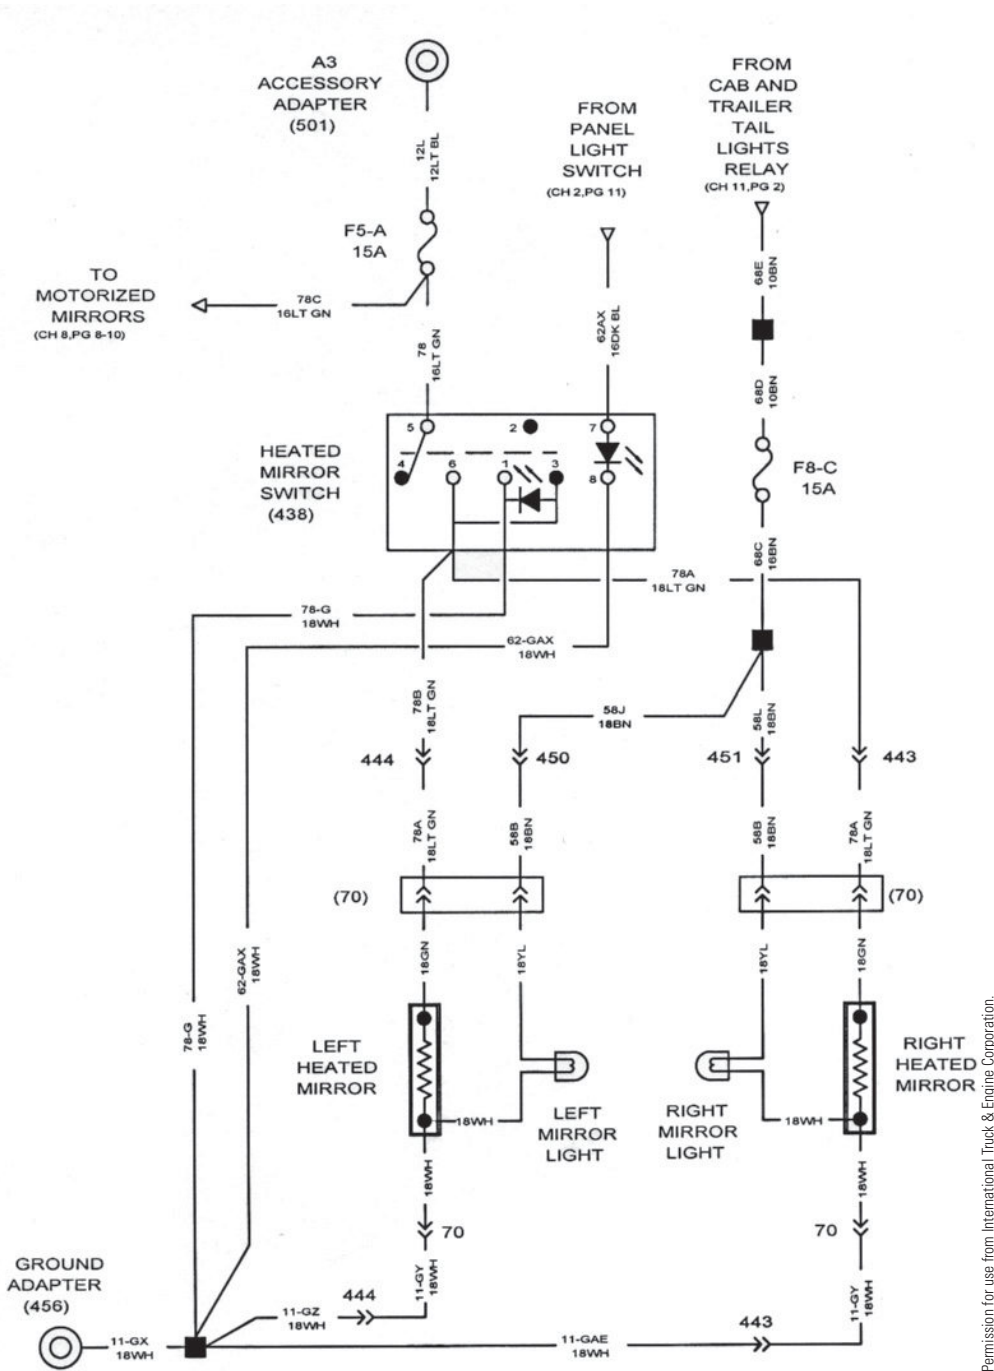 A3
ACCESSORY
ADAPTER
(501)
FROM
PANEL
LIGHT
SWITCH
(CH 2,PG 11)
FROM
CAB AND
TRAILER
TAIL
LIGHTS
RELAY
(CH 11,PG 2)
12L
12LT BL
F5-A
15A
TO
MOTORIZED
MIRRORS
(CH 8,PG 8-10)
78C
16LT GN
78
16LT GN
62AX
16DK BL
68E
10BN
68D
10BN
F8-C
15A
68C
16BN
HEATED
MIRROR
SWITCH
(438)
5
2
7
4
6
1
3
8
78A
18LT GN
78-G
18WH
62-GAX
18WH
78B
18LT GN
58J
18BN
58L
18BN
444
450
451
443
78A
18LT GN
58B
18BN
58B
18BN
78A
18LT GN
(70)
(70)
18GN
18YL
18YL
18GN
62-GAX
18WH
78-G
18WH
LEFT
HEATED
MIRROR
LEFT
MIRROR
LIGHT
RIGHT
MIRROR
LIGHT
RIGHT
HEATED
MIRROR
18WH
18WH
18WH
18WH
70
70
11-GY
18WH
11-GY
18WH
GROUND
ADAPTER
(456)
11-GX
18WH
11-GZ
18WH
444
11-GAE
18WH
443
Permission for use from International Truck & Engine Corporation.